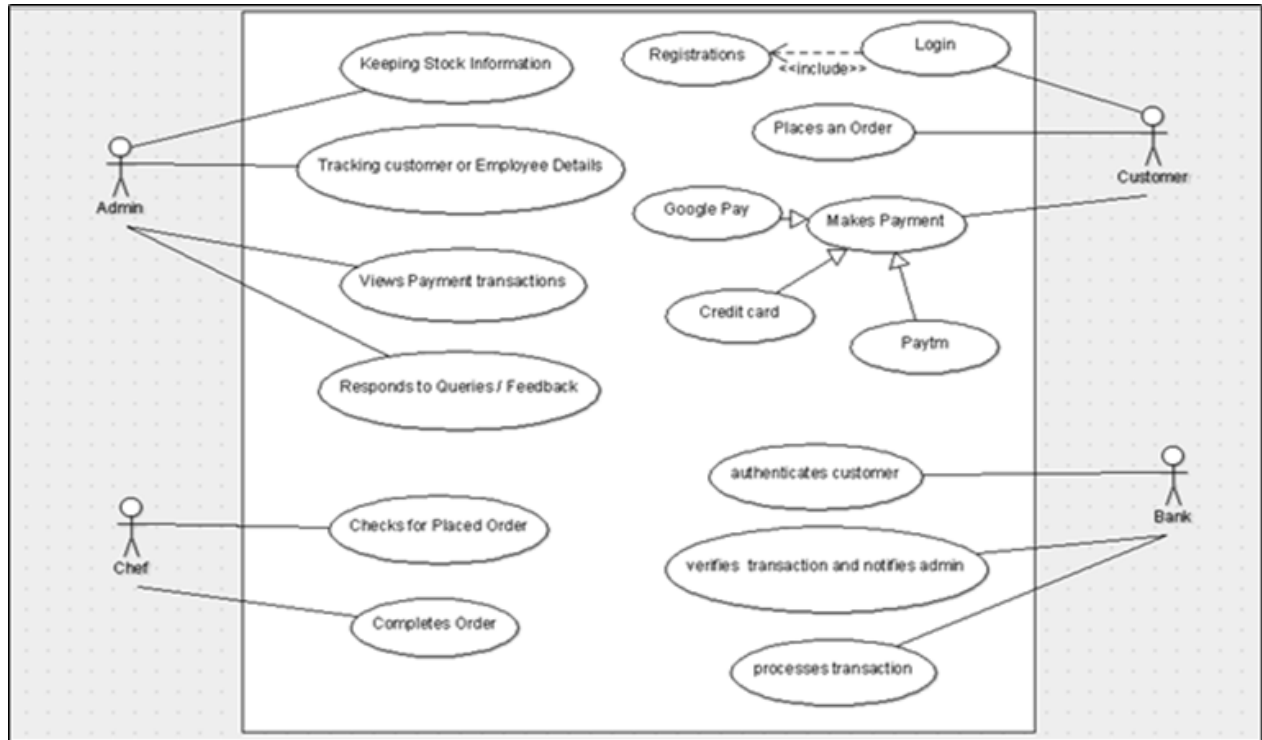 Keeping Stock Information
Registrations
Login
<<include>>
Places an Order
Tracking customer or Employee Details
Customer
Admin
Google Pay
Makes Payment
Views Payment transactions
Credit card
Paytm
Responds to Queries / Feedback
authenticates customer
Bank
Checks for Placed Order
Chef
verifies transaction and notifies admin
Completes Order
processes transaction